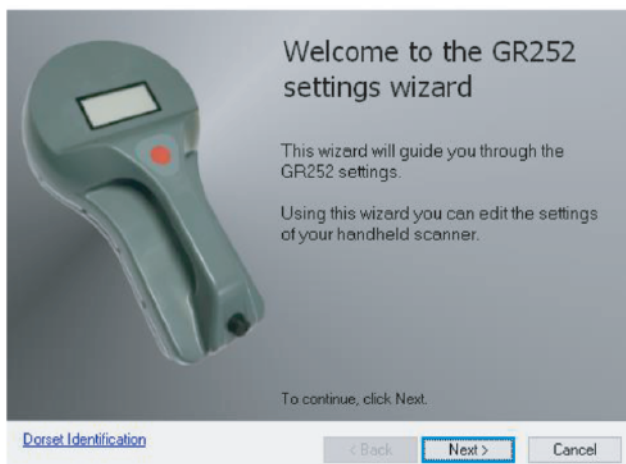 Welcome to the GR252
settings wizard
This wizard will guide you through the
GR252 settings.
Using this wizard you can edit the settings
of your handheld scanner.
To continue, click Next.
Dorset Identification
< Back
Next >
Cancel